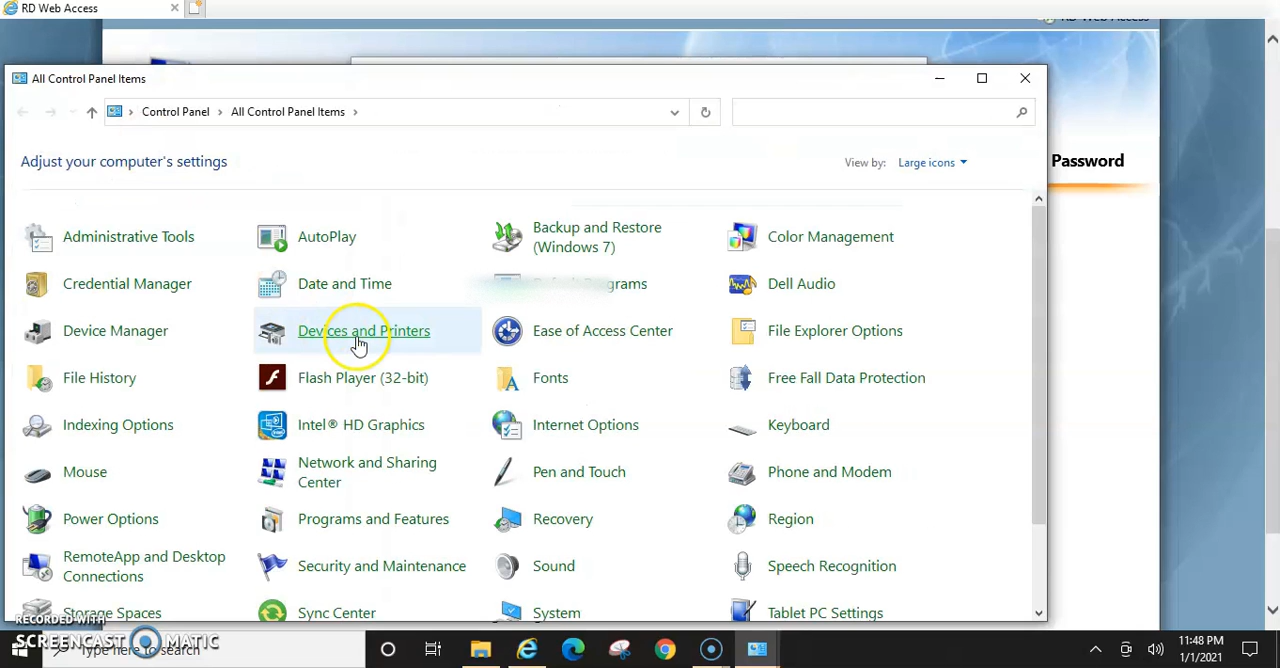 RD Web Access
RD Web Access
All Control Panel Items
Control Panel > All Control Panel Items >
Adjust your computer's settings
View by: Large icons
Password
Administrative Tools
AutoPlay
Backup and Restore
(Windows 7)
Color Management
Credential Manager
Date and Time
Default Programs
Dell Audio
Device Manager
Devices and Printers
Ease of Access Center
File Explorer Options
File History
Flash Player (32-bit)
Fonts
Free Fall Data Protection
Indexing Options
Intel® HD Graphics
Internet Options
Keyboard
Mouse
Network and Sharing
Center
Pen and Touch
Phone and Modem
Power Options
Programs and Features
Recovery
Region
RemoteApp and Desktop
Connections
Security and Maintenance
Sound
Speech Recognition
Storage Spaces
Sync Center
System
Tablet PC Settings
RECORDED WITH
SCREENCAST MATIC
Type here to search
11:48 PM
1/1/2021